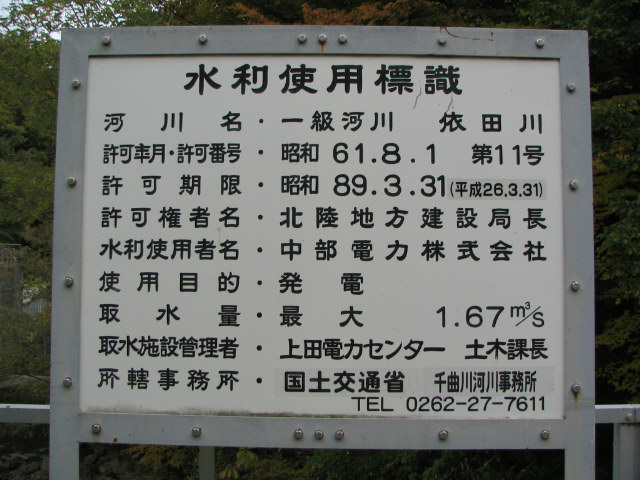 水利使用標識
河川名・一級河川 依田川
許可年月・許可番号・昭和 61.8.1 第11号
許可期限・昭和 89.3.31(平成26.3.31)
許可権者名・北陸地方建設局長
水利使用者名・中部電力株式会社
使用目的・発電
取水量・最大 1.67m³/s
取水施設管理者・上田電力センター 土木課長
所轄事務所・国土交通省 千曲川河川事務所
TEL 0262-27-7611